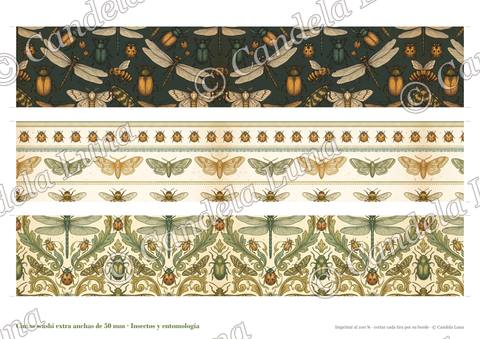 © Candela Luna
© Candela Luna
Candela Luna
© Candela Luna
© Candela Luna
washi extra anchas de 50 mm · Insectos y entomología
Imprimir al 100 % · cortar cada tira por su borde · © Candela Luna